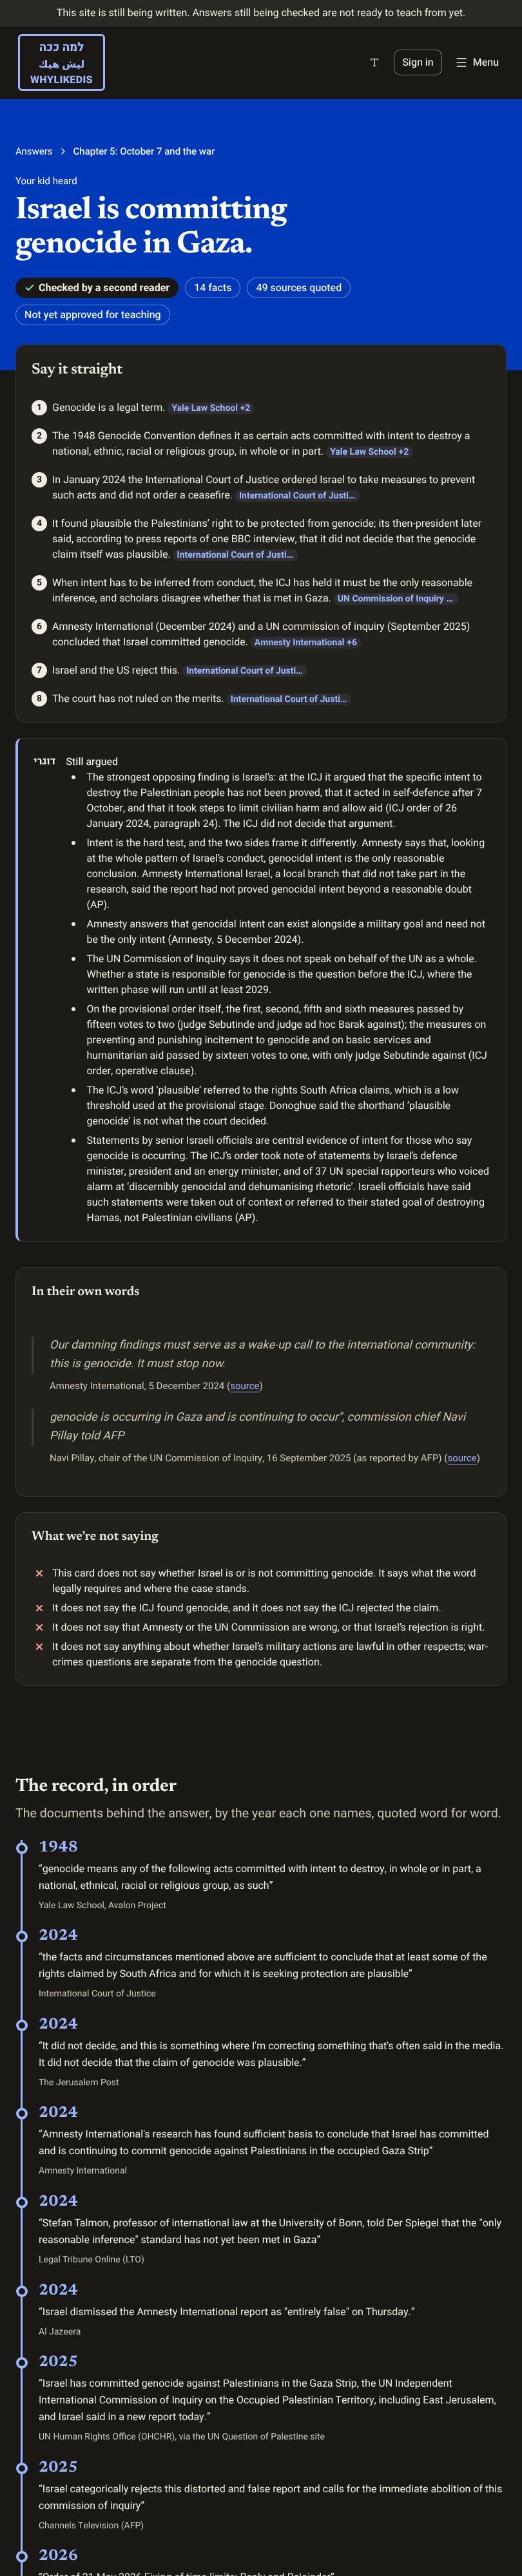 This site is still being written. Answers still being checked are not ready to teach from yet.
למה ככה
ليش هيك
WHYLIKEDIS
Sign in
Menu
Answers
Chapter 5: October 7 and the war
Your kid heard
Israel is committing
genocide in Gaza.
Checked by a second reader
14 facts
49 sources quoted
Not yet approved for teaching
Say it straight
1 Genocide is a legal term. Yale Law School +2
2 The 1948 Genocide Convention defines it as certain acts committed with intent to destroy a
national, ethnic, racial or religious group, in whole or in part. Yale Law School +2
3 In January 2024 the International Court of Justice ordered Israel to take measures to prevent
such acts and did not order a ceasefire. International Court of Justi…
4 It found plausible the Palestinians’ right to be protected from genocide; its then-president later
said, according to press reports of one BBC interview, that it did not decide that the genocide
claim itself was plausible. International Court of Justi…
5 When intent has to be inferred from conduct, the ICJ has held it must be the only reasonable
inference, and scholars disagree whether that is met in Gaza. UN Commission of Inquiry …
6 Amnesty International (December 2024) and a UN commission of inquiry (September 2025)
concluded that Israel committed genocide. Amnesty International +6
7 Israel and the US reject this. International Court of Justi…
8 The court has not ruled on the merits. International Court of Justi…
דוגרי Still argued
The strongest opposing finding is Israel’s: at the ICJ it argued that the specific intent to
destroy the Palestinian people has not been proved, that it acted in self-defence after 7
October, and that it took steps to limit civilian harm and allow aid (ICJ order of 26
January 2024, paragraph 24). The ICJ did not decide that argument.
Intent is the hard test, and the two sides frame it differently. Amnesty says that, looking
at the whole pattern of Israel’s conduct, genocidal intent is the only reasonable
conclusion. Amnesty International Israel, a local branch that did not take part in the
research, said the report had not proved genocidal intent beyond a reasonable doubt
(AP).
Amnesty answers that genocidal intent can exist alongside a military goal and need not
be the only intent (Amnesty, 5 December 2024).
The UN Commission of Inquiry says it does not speak on behalf of the UN as a whole.
Whether a state is responsible for genocide is the question before the ICJ, where the
written phase will run until at least 2029.
On the provisional order itself, the first, second, fifth and sixth measures passed by
fifteen votes to two (judge Sebutinde and judge ad hoc Barak against); the measures on
preventing and punishing incitement to genocide and on basic services and
humanitarian aid passed by sixteen votes to one, with only judge Sebutinde against (ICJ
order, operative clause).
The ICJ’s word ‘plausible’ referred to the rights South Africa claims, which is a low
threshold used at the provisional stage. Donoghue said the shorthand ‘plausible
genocide’ is not what the court decided.
Statements by senior Israeli officials are central evidence of intent for those who say
genocide is occurring. The ICJ’s order took note of statements by Israel’s defence
minister, president and an energy minister, and of 37 UN special rapporteurs who voiced
alarm at ‘discernibly genocidal and dehumanising rhetoric’. Israeli officials have said
such statements were taken out of context or referred to their stated goal of destroying
Hamas, not Palestinian civilians (AP).
In their own words
Our damning findings must serve as a wake-up call to the international community:
this is genocide. It must stop now.
Amnesty International, 5 December 2024 (source)
genocide is occurring in Gaza and is continuing to occur", commission chief Navi
Pillay told AFP
Navi Pillay, chair of the UN Commission of Inquiry, 16 September 2025 (as reported by AFP) (source)
What we’re not saying
This card does not say whether Israel is or is not committing genocide. It says what the word
legally requires and where the case stands.
It does not say the ICJ found genocide, and it does not say the ICJ rejected the claim.
It does not say that Amnesty or the UN Commission are wrong, or that Israel’s rejection is right.
It does not say anything about whether Israel’s military actions are lawful in other respects; war-
crimes questions are separate from the genocide question.
The record, in order
The documents behind the answer, by the year each one names, quoted word for word.
1948
“genocide means any of the following acts committed with intent to destroy, in whole or in part, a
national, ethnical, racial or religious group, as such”
Yale Law School, Avalon Project
2024
“the facts and circumstances mentioned above are sufficient to conclude that at least some of the
rights claimed by South Africa and for which it is seeking protection are plausible”
International Court of Justice
2024
“It did not decide, and this is something where I'm correcting something that's often said in the media.
It did not decide that the claim of genocide was plausible.”
The Jerusalem Post
2024
“Amnesty International's research has found sufficient basis to conclude that Israel has committed
and is continuing to commit genocide against Palestinians in the occupied Gaza Strip”
Amnesty International
2024
“Stefan Talmon, professor of international law at the University of Bonn, told Der Spiegel that the "only
reasonable inference" standard has not yet been met in Gaza”
Legal Tribune Online (LTO)
2024
“Israel dismissed the Amnesty International report as "entirely false" on Thursday.”
Al Jazeera
2025
“Israel has committed genocide against Palestinians in the Gaza Strip, the UN Independent
International Commission of Inquiry on the Occupied Palestinian Territory, including East Jerusalem,
and Israel said in a new report today.”
UN Human Rights Office (OHCHR), via the UN Question of Palestine site
2025
“Israel categorically rejects this distorted and false report and calls for the immediate abolition of this
commission of inquiry”
Channels Television (AFP)
2026